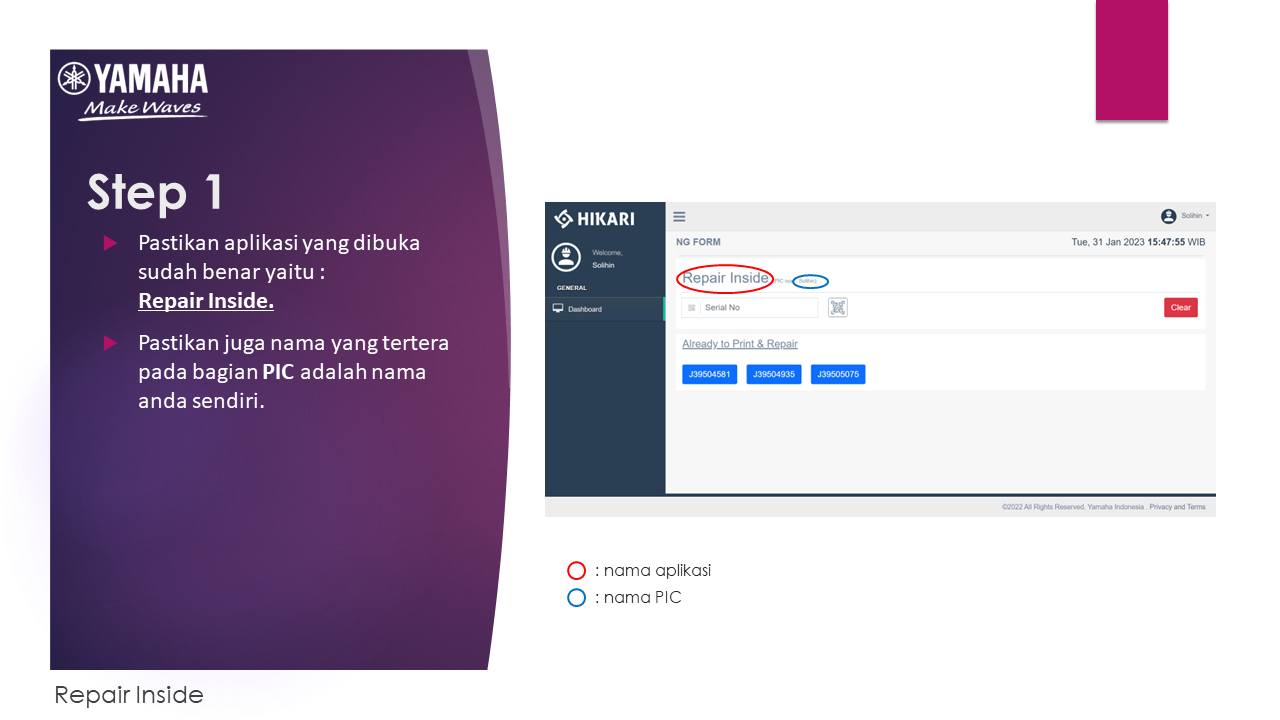 YAMAHA
Make Waves
Step 1
Pastikan aplikasi yang dibuka
sudah benar yaitu :
Repair Inside.
Pastikan juga nama yang tertera
pada bagian PIC adalah nama
anda sendiri.
HIKARI
Solihin
Welcome,
Solihin
GENERAL
Dashboard
NG FORM
Tue, 31 Jan 2023 15:47:55 WIB
Repair Inside
Solihin)
Serial No
Clear
Already to Print & Repair
J39504581 J39504935 J39505075
©2022 All Rights Reserved. Yamaha Indonesia . Privacy and Terms
: nama aplikasi
: nama PIC
Repair Inside